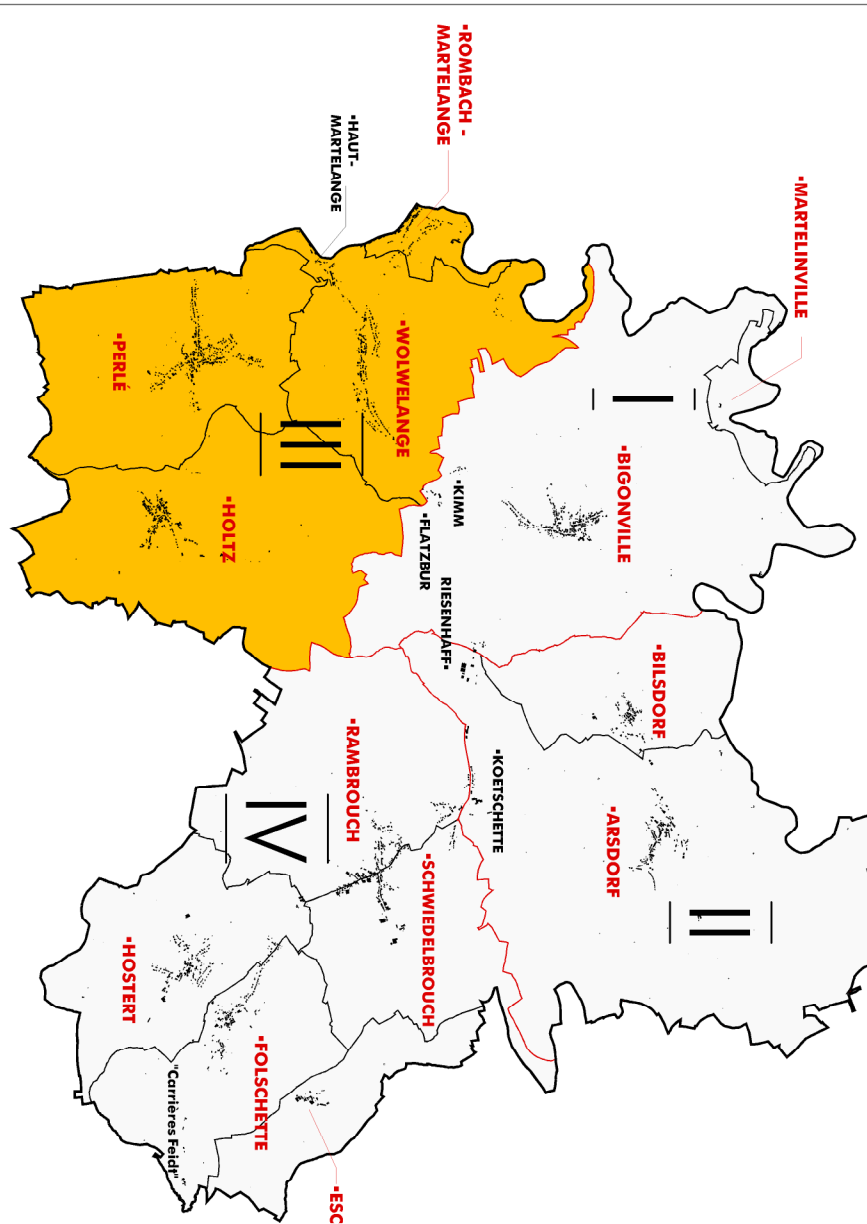 ▪ROMBACH -
MARTELANGE
▪HAUT-
MARTELANGE
▪MARTELINVILLE
▪WOLWELANGE
▪PERLÉ
III
▪HOLTZ
I
▪BIGONVILLE
▪KIMM
▪FLATZBUR
RIESENHAFF▪
▪BILSDORF
▪RAMBROUCH
▪KOETSCHETTE
▪ARSDORF
IV
II
▪SCHWIEDELBROUCH
▪HOSTERT
▪FOLSCHETTE
"Carrières Feidt"
▪ESC